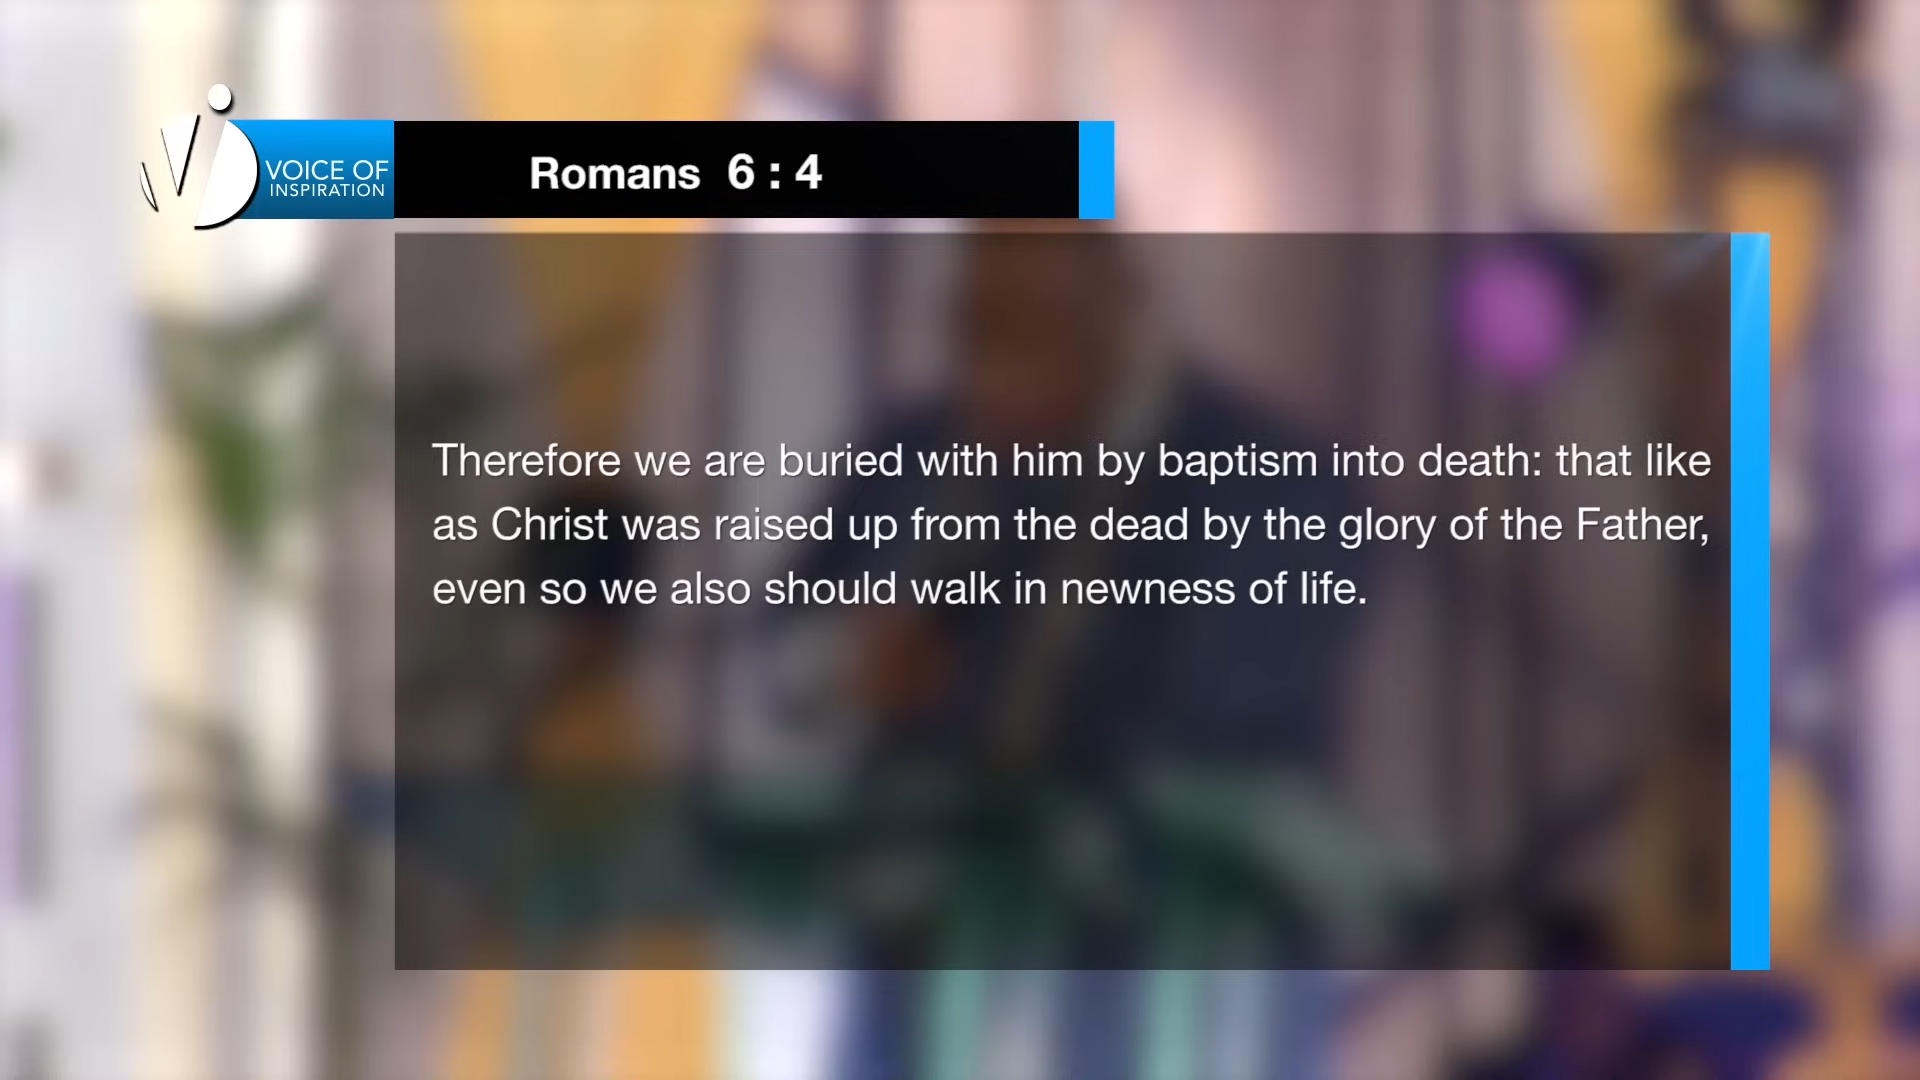 VOICE OF
INSPIRATION
Romans 6 : 4
Therefore we are buried with him by baptism into death: that like
as Christ was raised up from the dead by the glory of the Father,
even so we also should walk in newness of life.